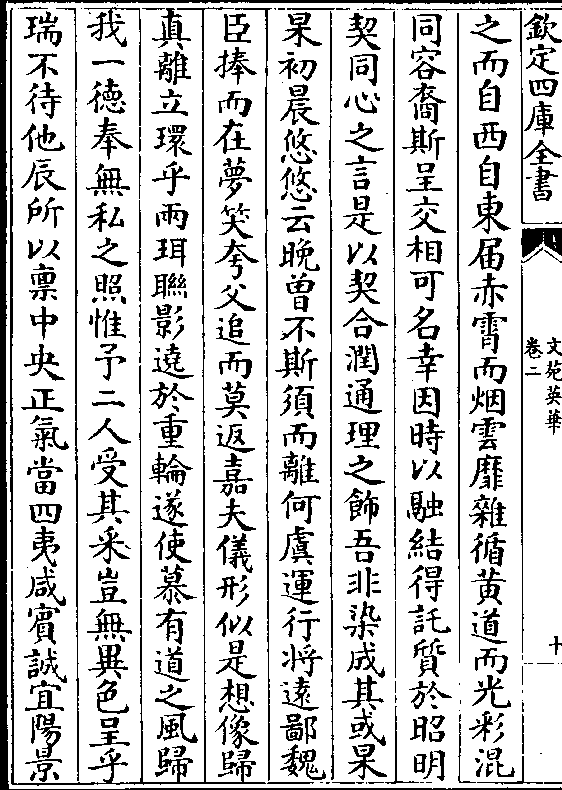 欽定四庫全書
文苑英華
卷二
十
之而自西自東届赤霄而烟雲靡雜循黄道而光彩混
同容裔斯呈交相可名幸因時以融結得託質於昭明
契同心之言是以契合潤通理之飾吾非染成其或杲
杲初晨悠悠云晚曽不斯須而離何虞運行将逺鄙魏
臣捧而在夢笑夸父追而莫返嘉夫儀形似是想像歸
真離立環乎兩珥聯影遶於重輪遂使慕有道之風歸
我一德奉無私之照惟予二人受其采豈無異色呈乎
瑞不待他辰所以禀中央正氣當四夷咸賓誠宜陽景